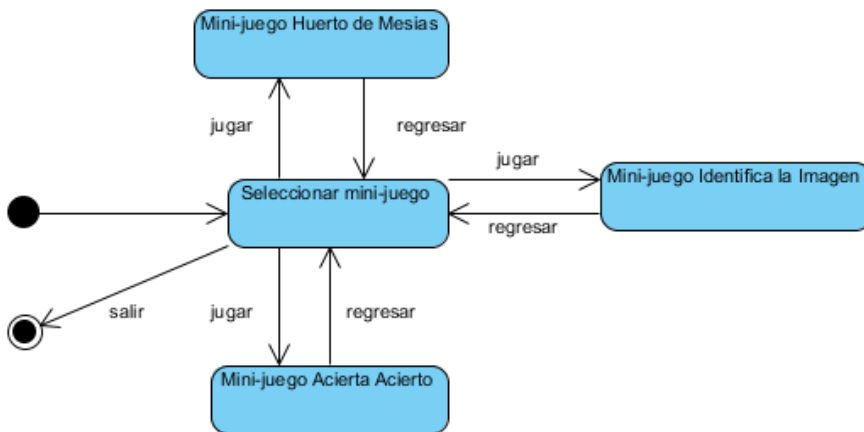 Mini-juego Huerto de Mesias
jugar
regresar
jugar
Seleccionar mini-juego
Mini-juego Identifica la Imagen
regresar
salir
jugar
regresar
Mini-juego Acierta Acierto